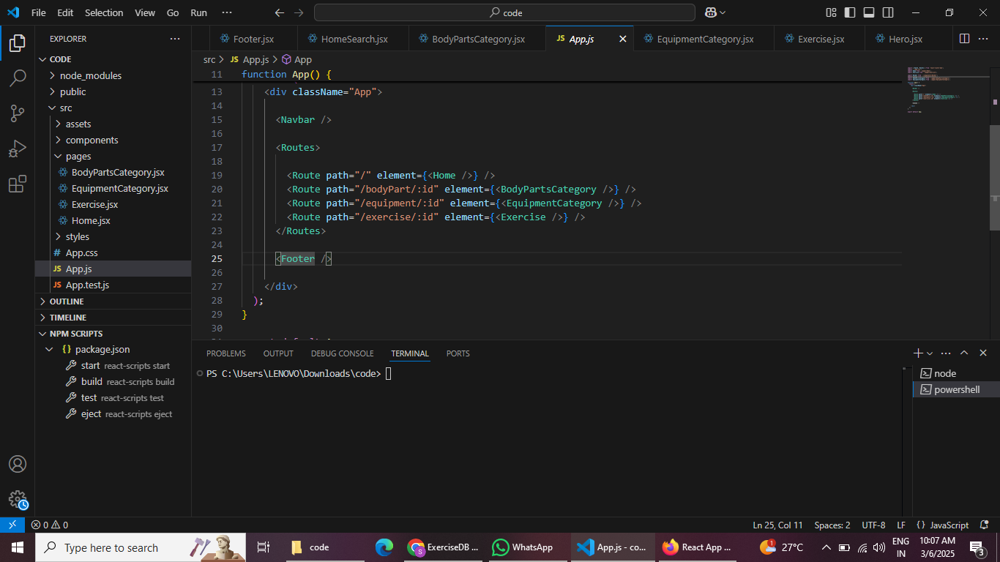 File Edit Selection View Go Run ··· code
EXPLORER ···
CODE
node_modules
public
src
assets
components
pages
BodyPartsCategory.jsx
EquipmentCategory.jsx
Exercise.jsx
Home.jsx
styles
# App.css
JS App.js
JS App.test.js
OUTLINE
TIMELINE
NPM SCRIPTS
{} package.json
start react-scripts start
build react-scripts build
test react-scripts test
eject react-scripts eject
Footer.jsx HomeSearch.jsx BodyPartsCategory.jsx JS App.js EquipmentCategory.jsx Exercise.jsx Hero.jsx ···
src > JS App.js > App
11 function App() {
13 <div className="App">
14
15 <Navbar />
16
17 <Routes>
18
19 <Route path="/" element={<Home />} />
20 <Route path="/bodyPart/:id" element={<BodyPartsCategory />} />
21 <Route path="/equipment/:id" element={<EquipmentCategory />} />
22 <Route path="/exercise/:id" element={<Exercise />} />
23 </Routes>
24
25 <Footer />
26
27 </div>
28 );
29 }
30
PROBLEMS OUTPUT DEBUG CONSOLE TERMINAL PORTS
PS C:\Users\LENOVO\Downloads\code>
node
powershell
0 0 Ln 25, Col 11 Spaces: 2 UTF-8 LF {} JavaScript
Type here to search code ExerciseDB ... WhatsApp App.js - co... React App ... 1 27°C ENG IN 10:07 AM 3/6/2025 3